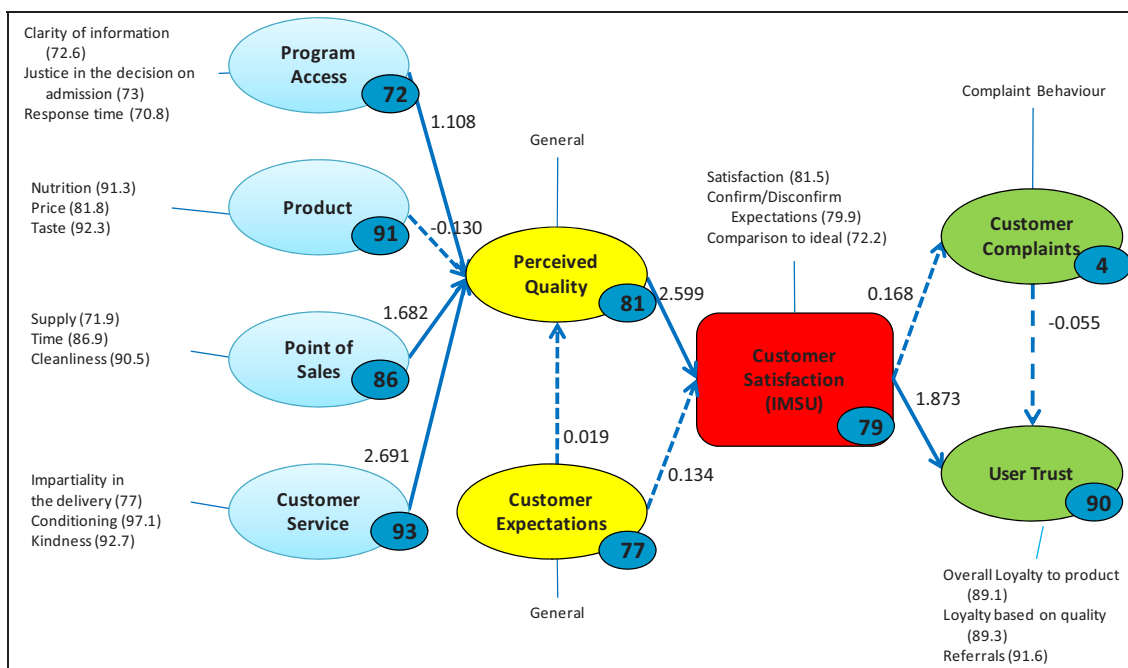 Clarity of information
(72.6)
Justice in the decision on
admission (73)
Response time (70.8)
Program
Access
72
1.108
Nutrition (91.3)
Price (81.8)
Taste (92.3)
Product
91
-0.130
Supply (71.9)
Time (86.9)
Cleanliness (90.5)
Point of
Sales
86
1.682
Impartiality in
the delivery (77)
Conditioning (97.1)
Kindness (92.7)
Customer
Service
93
2.691
General
Perceived
Quality
81
2.599
0.019
Customer
Expectations
77
0.134
General
Satisfaction (81.5)
Confirm/Disconfirm
Expectations (79.9)
Comparison to ideal (72.2)
Customer
Satisfaction
(IMSU)
79
0.168
1.873
Complaint Behaviour
Customer
Complaints
4
-0.055
User Trust
90
Overall Loyalty to product
(89.1)
Loyalty based on quality
(89.3)
Referrals (91.6)